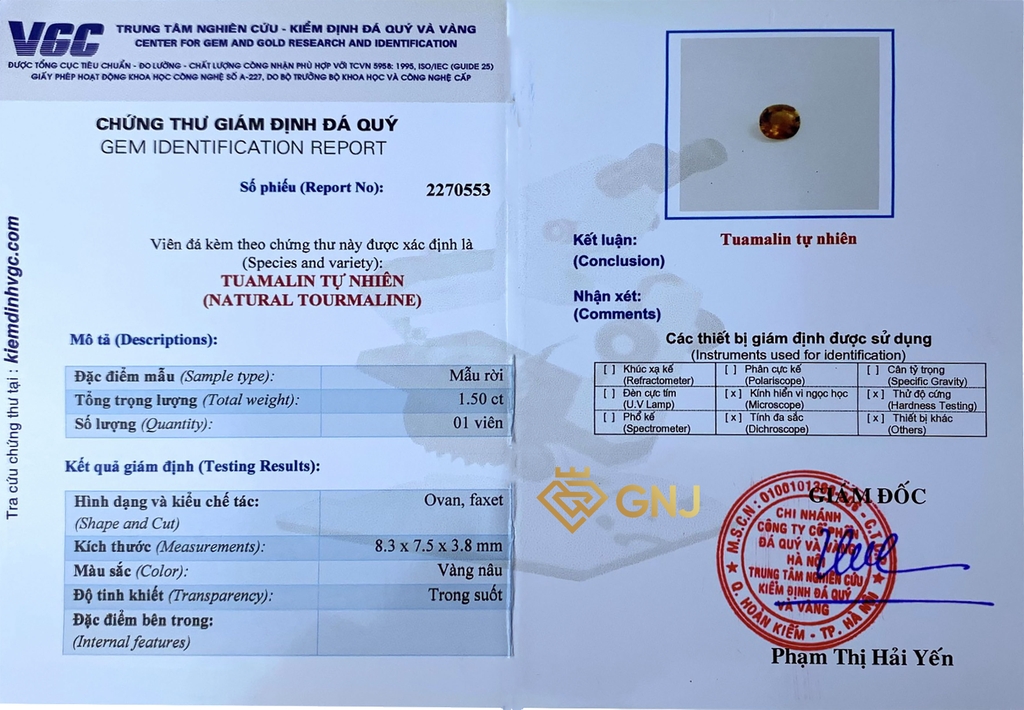 VGC
TRUNG TÂM NGHIÊN CỨU - KIỂM ĐỊNH ĐÁ QUÝ VÀ VÀNG
CENTER FOR GEM AND GOLD RESEARCH AND IDENTIFICATION
ĐƯỢC TỔNG CỤC TIÊU CHUẨN - ĐO LƯỜNG - CHẤT LƯỢNG CÔNG NHẬN PHÙ HỢP VỚI TCVN 5958: 1995, ISO/IEC (GUIDE 25)
GIẤY PHÉP HOẠT ĐỘNG KHOA HỌC CÔNG NGHỆ SỐ A-227, DO BỘ TRƯỞNG BỘ KHOA HỌC VÀ CÔNG NGHỆ CẤP
CHỨNG THƯ GIÁM ĐỊNH ĐÁ QUÝ
GEM IDENTIFICATION REPORT
Số phiếu (Report No): 2270553
Viên đá kèm theo chứng thư này được xác định là
(Species and variety):
TUAMALIN TỰ NHIÊN
(NATURAL TOURMALINE)
Mô tả (Descriptions):
Đặc điểm mẫu (Sample type): Mẫu rời
Tổng trọng lượng (Total weight): 1.50 ct
Số lượng (Quantity): 01 viên
Kết quả giám định (Testing Results):
Hình dạng và kiểu chế tác: Ovan, faxet
(Shape and Cut)
Kích thước (Measurements): 8.3 x 7.5 x 3.8 mm
Màu sắc (Color): Vàng nâu
Độ tinh khiết (Transparency): Trong suốt
Đặc điểm bên trong:
(Internal features)
Tra cứu chứng thư tại : kiemdinhvgc.com
Kết luận: Tuamalin tự nhiên
(Conclusion)
Nhận xét:
(Comments)
Các thiết bị giám định được sử dụng
(Instruments used for identification)
[ ] Khúc xạ kế [ ] Phân cực kế [ ] Cân tỷ trọng
(Refractometer) (Polariscope) (Specific Gravity)
[ ] Đèn cực tím [x] Kính hiển vi ngọc học [x] Thử độ cứng
(U.V Lamp) (Microscope) (Hardness Testing)
[ ] Phổ kế [x] Tính đa sắc [x] Thiết bị khác
(Spectrometer) (Dichroscope) (Others)
GNJ
GIÁM ĐỐC
M.S.C.N: 0100101
CHI NHÁNH
CÔNG TY CỔ PHẦN
ĐÁ QUÝ VÀ VÀNG
HÀ NỘI
TRUNG TÂM NGHIÊN CỨU
KIỂM ĐỊNH ĐÁ QUÝ
VÀ VÀNG
Q. HOÀN KIẾM - TP. HÀ NỘI
Phạm Thị Hải Yến